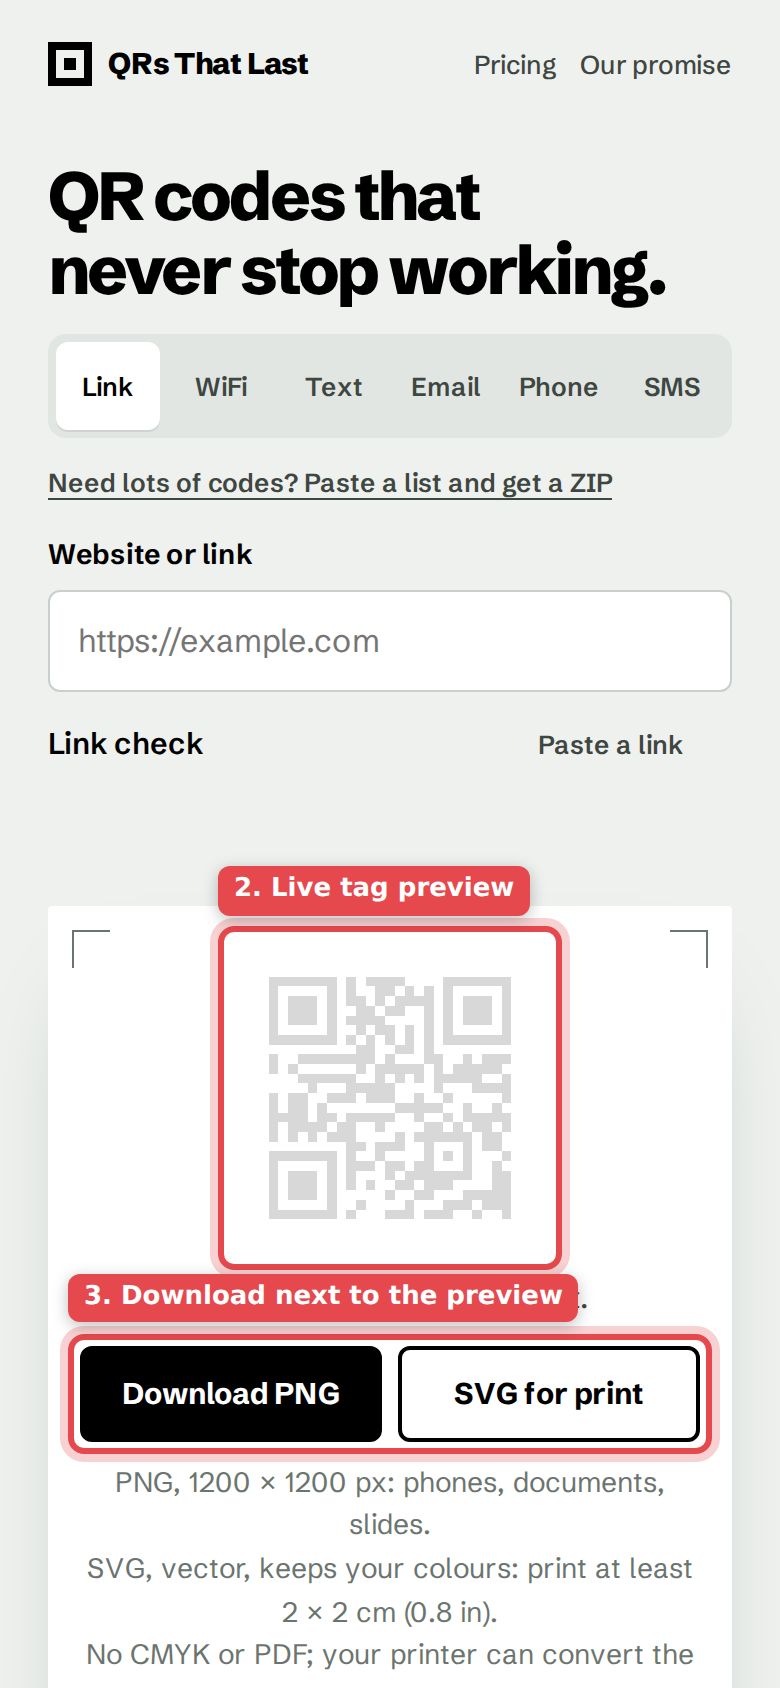 QRs That Last
Pricing
Our promise
QR codes that
never stop working.
Link
WiFi
Text
Email
Phone
SMS
Need lots of codes? Paste a list and get a ZIP
Website or link
https://example.com
Link check
Paste a link
2. Live tag preview
3. Download next to the preview
Download PNG
SVG for print
PNG, 1200 × 1200 px: phones, documents,
slides.
SVG, vector, keeps your colours: print at least
2 × 2 cm (0.8 in).
No CMYK or PDF; your printer can convert the